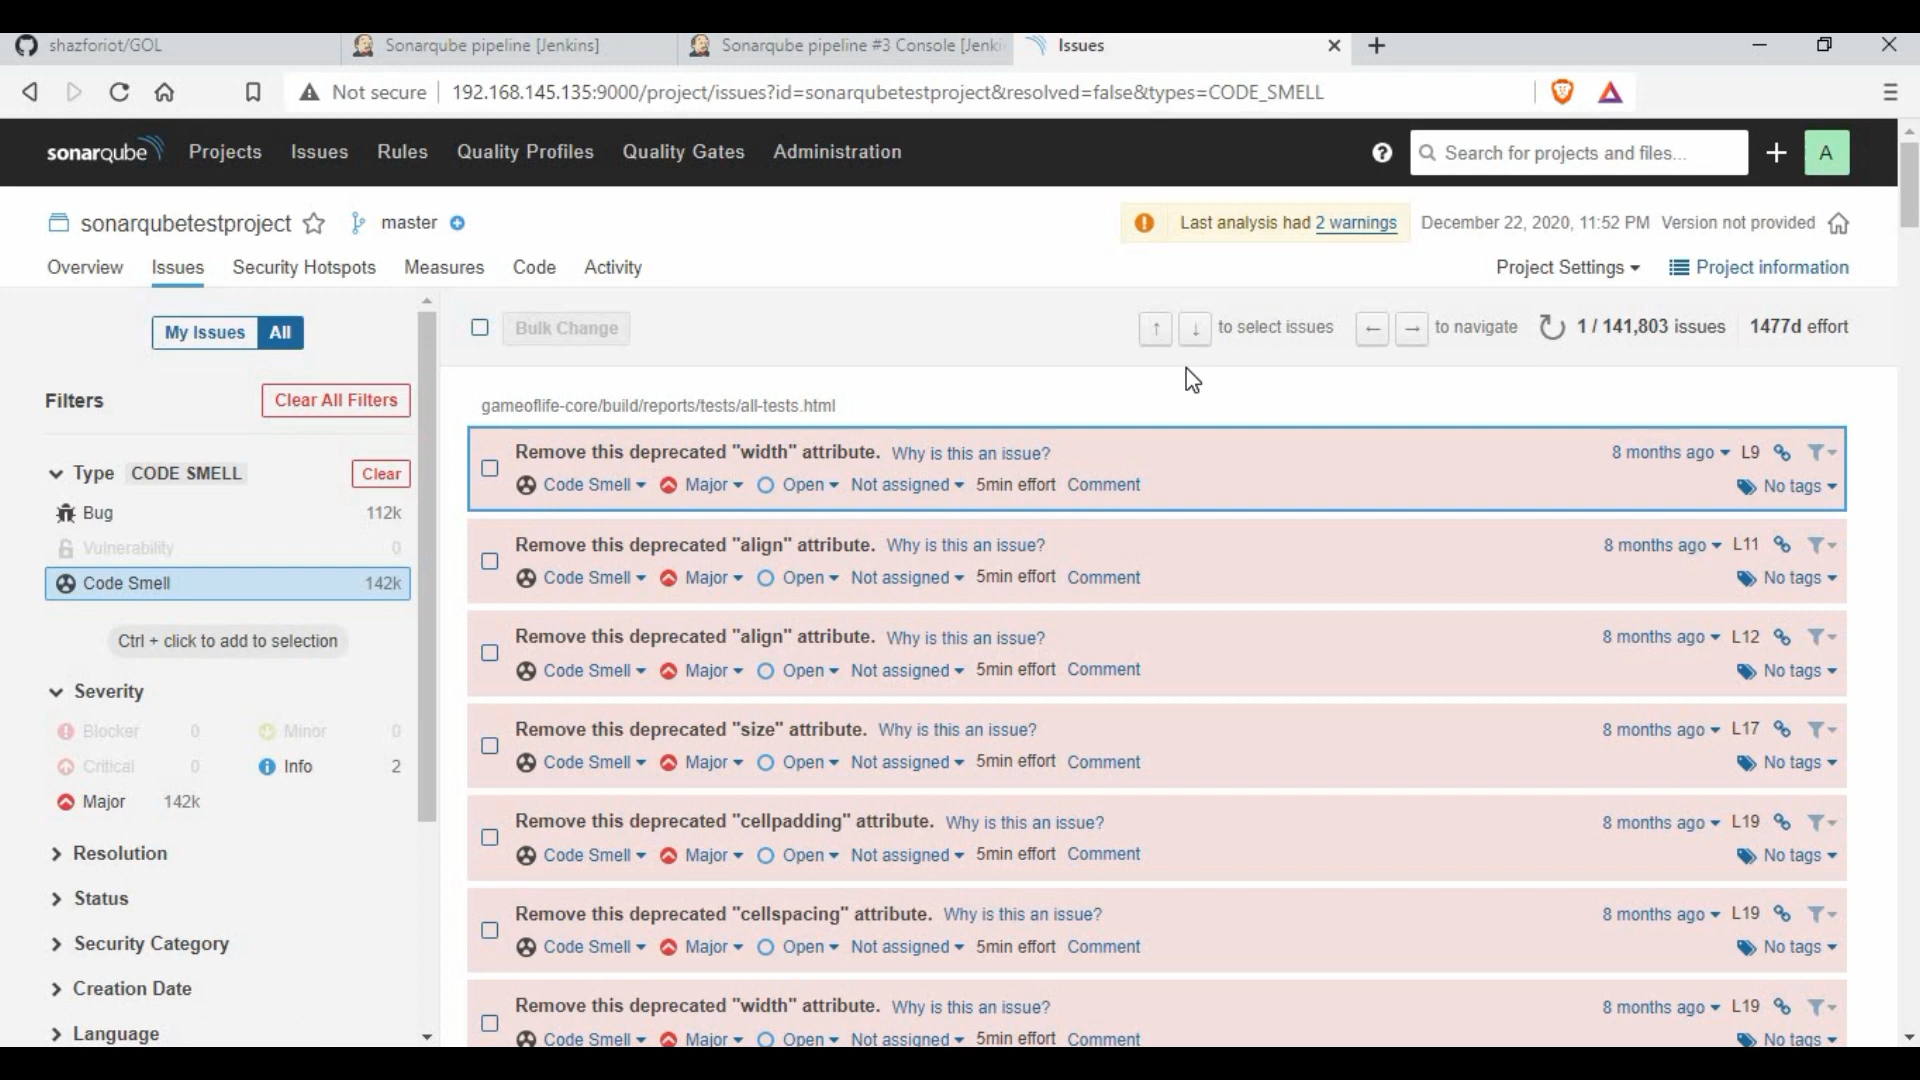 shazforiot/GOL
Sonarqube pipeline [Jenkins]
Sonarqube pipeline #3 Console [Jenki
Issues
Not secure
192.168.145.135:9000/project/issues?id=sonarqubetestproject&resolved=false&types=CODE_SMELL
sonarqube Projects Issues Rules Quality Profiles Quality Gates Administration
Search for projects and files...
A
sonarqubetestproject master
Last analysis had 2 warnings December 22, 2020, 11:52 PM Version not provided
Overview Issues Security Hotspots Measures Code Activity
Project Settings Project information
My Issues All
Bulk Change
↑ ↓ to select issues ← → to navigate 1 / 141,803 issues 1477d effort
Filters Clear All Filters
Type CODE SMELL Clear
Bug 112k
Vulnerability 0
Code Smell 142k
Ctrl + click to add to selection
Severity
Blocker 0 Minor 0
Critical 0 Info 2
Major 142k
Resolution
Status
Security Category
Creation Date
Language
gameoflife-core/build/reports/tests/all-tests.html
Remove this deprecated "width" attribute. Why is this an issue? 8 months ago L9
Code Smell Major Open Not assigned 5min effort Comment No tags
Remove this deprecated "align" attribute. Why is this an issue? 8 months ago L11
Code Smell Major Open Not assigned 5min effort Comment No tags
Remove this deprecated "align" attribute. Why is this an issue? 8 months ago L12
Code Smell Major Open Not assigned 5min effort Comment No tags
Remove this deprecated "size" attribute. Why is this an issue? 8 months ago L17
Code Smell Major Open Not assigned 5min effort Comment No tags
Remove this deprecated "cellpadding" attribute. Why is this an issue? 8 months ago L19
Code Smell Major Open Not assigned 5min effort Comment No tags
Remove this deprecated "cellspacing" attribute. Why is this an issue? 8 months ago L19
Code Smell Major Open Not assigned 5min effort Comment No tags
Remove this deprecated "width" attribute. Why is this an issue? 8 months ago L19
Code Smell Major Open Not assigned 5min effort Comment No tags